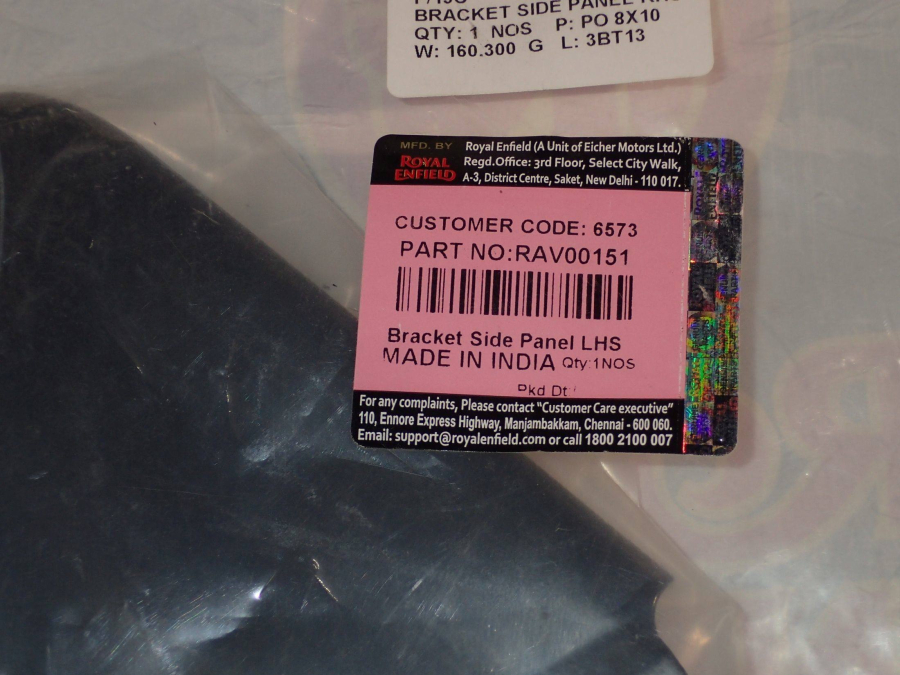 BRACKET SIDE PANEL
QTY: 1 NOS P: PO 8X10
W: 160.300 G L: 3BT13
MFD. BY
ROYAL
ENFIELD
Royal Enfield (A Unit of Eicher Motors Ltd.)
Regd.Office: 3rd Floor, Select City Walk,
A-3, District Centre, Saket, New Delhi - 110 017.
CUSTOMER CODE: 6573
PART NO:RAV00151
Bracket Side Panel LHS
MADE IN INDIA Qty:1NOS
Pkd Dt:
For any complaints, Please contact "Customer Care executive"
110, Ennore Express Highway, Manjambakkam, Chennai - 600 060.
Email: support@royalenfield.com or call 1800 2100 007